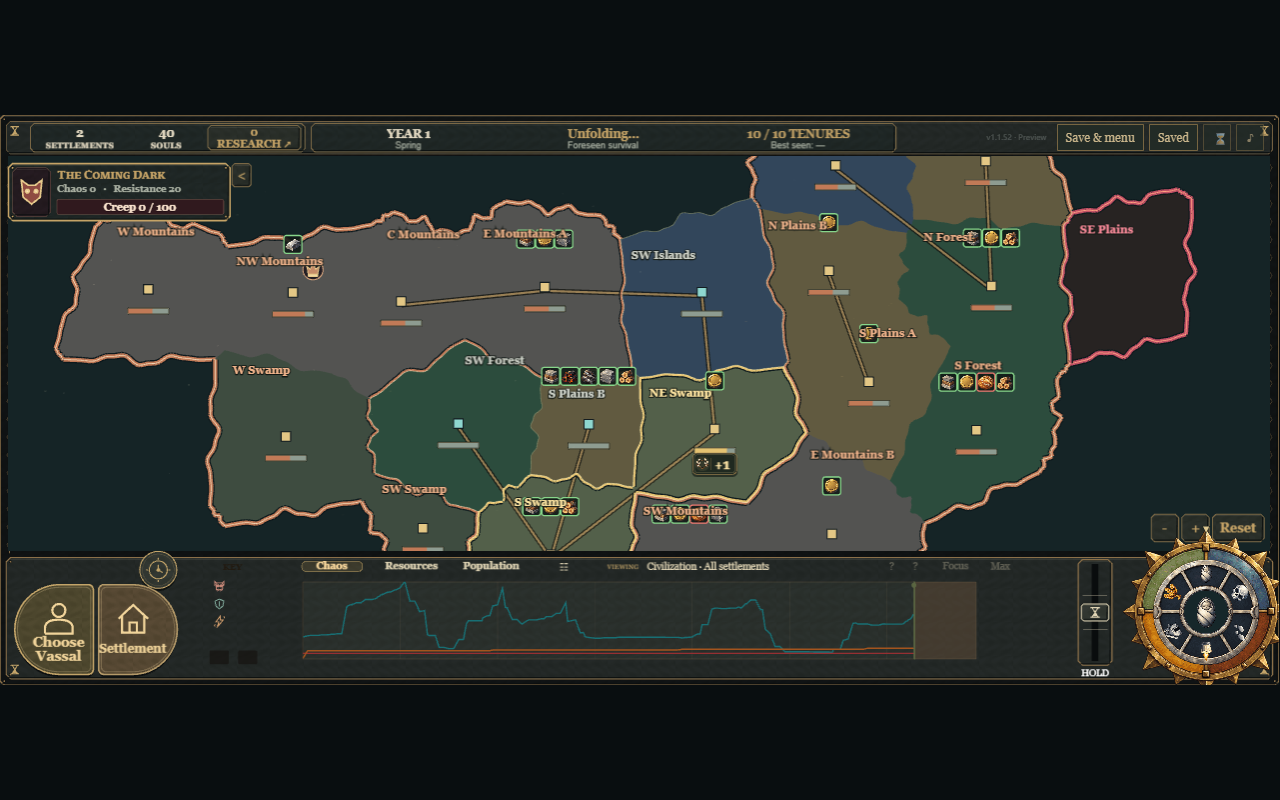 2
SETTLEMENTS
40
SOULS
0
RESEARCH ↗
YEAR 1
Spring
Unfolding...
Foreseen survival
10 / 10 TENURES
Best seen: —
v1.1.52 · Preview
Save & menu
Saved
THE COMING DARK
Chaos 0 · Resistance 20
Creep 0 / 100
<
W Mountains
NW Mountains
C Mountains
E Mountains A
SW Islands
N Plains B
N Forest
SE Plains
S Plains A
W Swamp
SW Forest
S Plains B
NE Swamp
S Forest
+1
E Mountains B
SW Swamp
S Swamp
SW Mountains
-
+
Reset
Choose
Vassal
Settlement
Chaos
Resources
Population
VIEWING
Civilization · All settlements
?
?
Focus
Max
HOLD